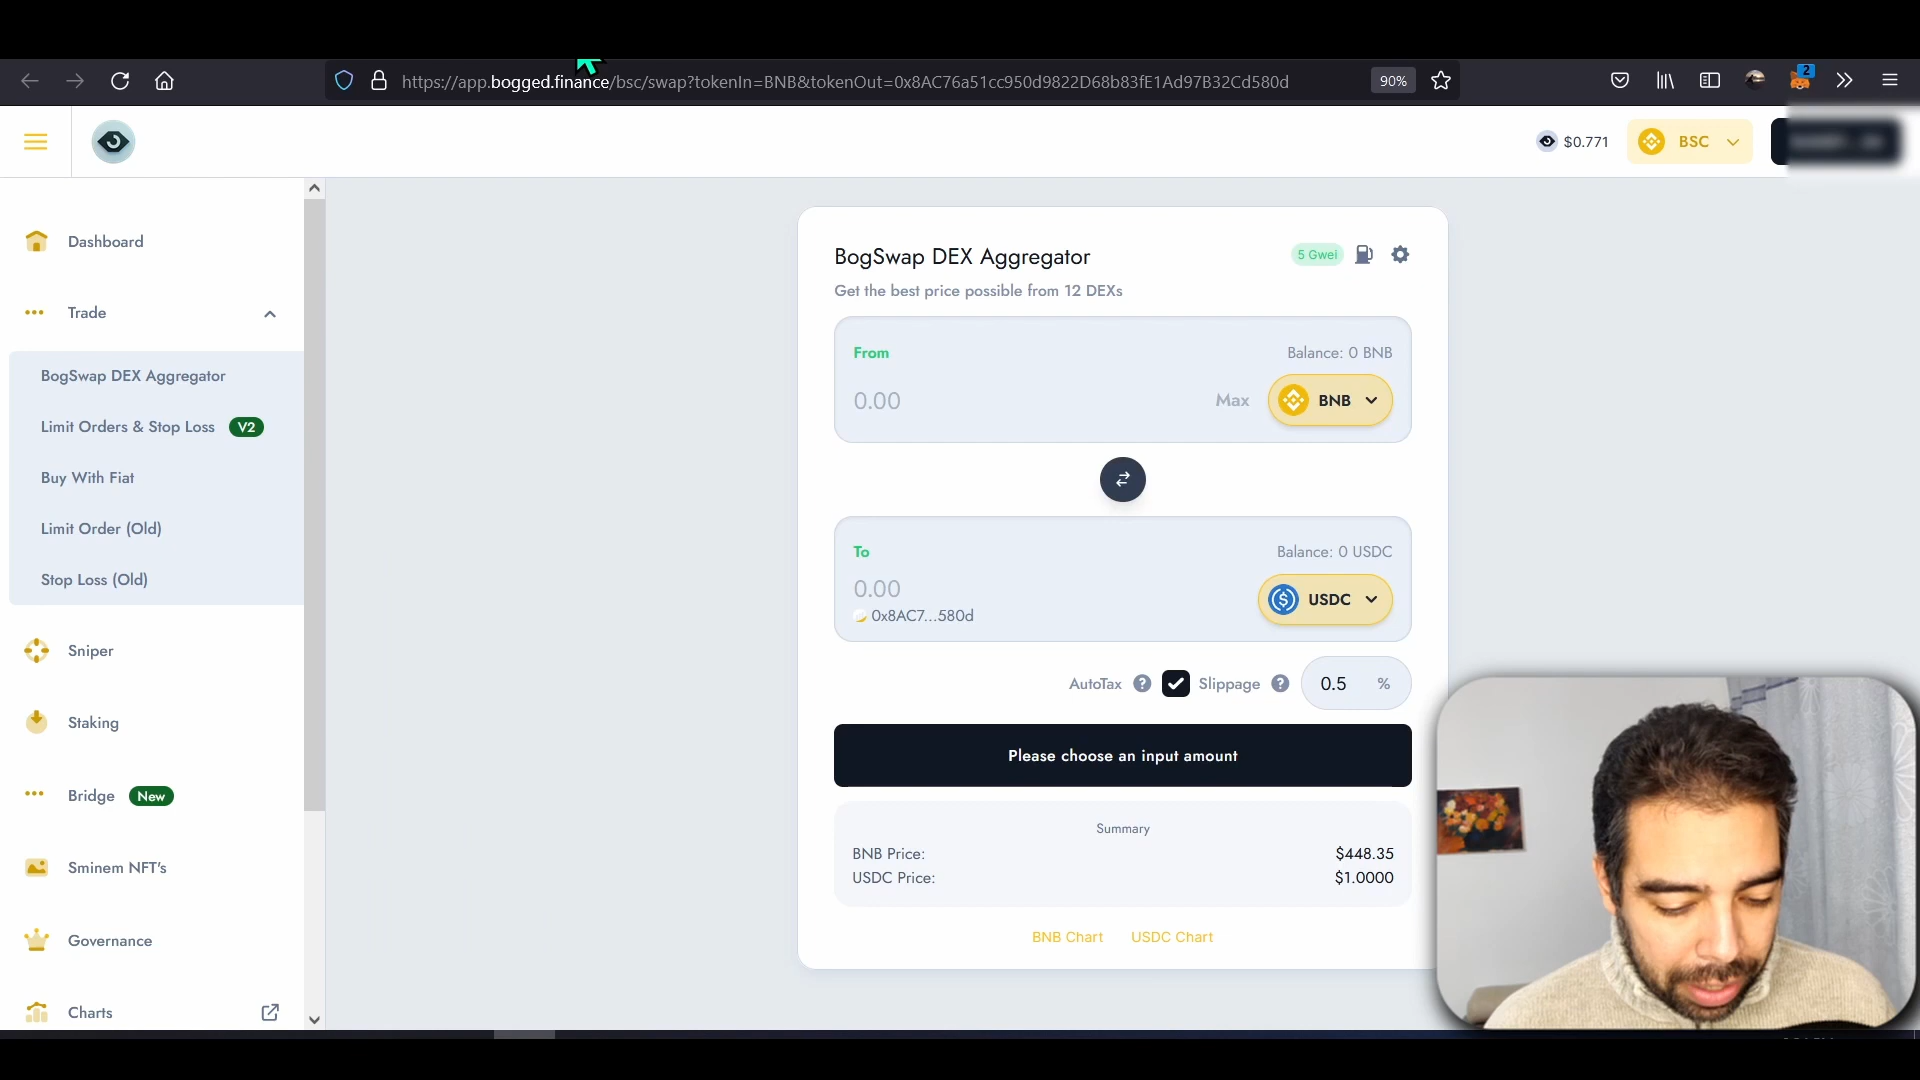 https://app.bogged.finance/bsc/swap?tokenIn=BNB&tokenOut=0x8AC76a51cc950d9822D68b83fE1Ad97B32Cd580d
90%
2
$0.771
BSC
Dashboard
Trade
BogSwap DEX Aggregator
Limit Orders & Stop Loss V2
Buy With Fiat
Limit Order (Old)
Stop Loss (Old)
Sniper
Staking
Bridge New
Sminem NFT's
Governance
Charts
BogSwap DEX Aggregator
5 Gwei
Get the best price possible from 12 DEXs
From
Balance: 0 BNB
0.00
Max
BNB
To
Balance: 0 USDC
0.00
0x8AC7...580d
USDC
AutoTax ? Slippage ? 0.5 %
Please choose an input amount
Summary
BNB Price: $448.35
USDC Price: $1.0000
BNB Chart USDC Chart